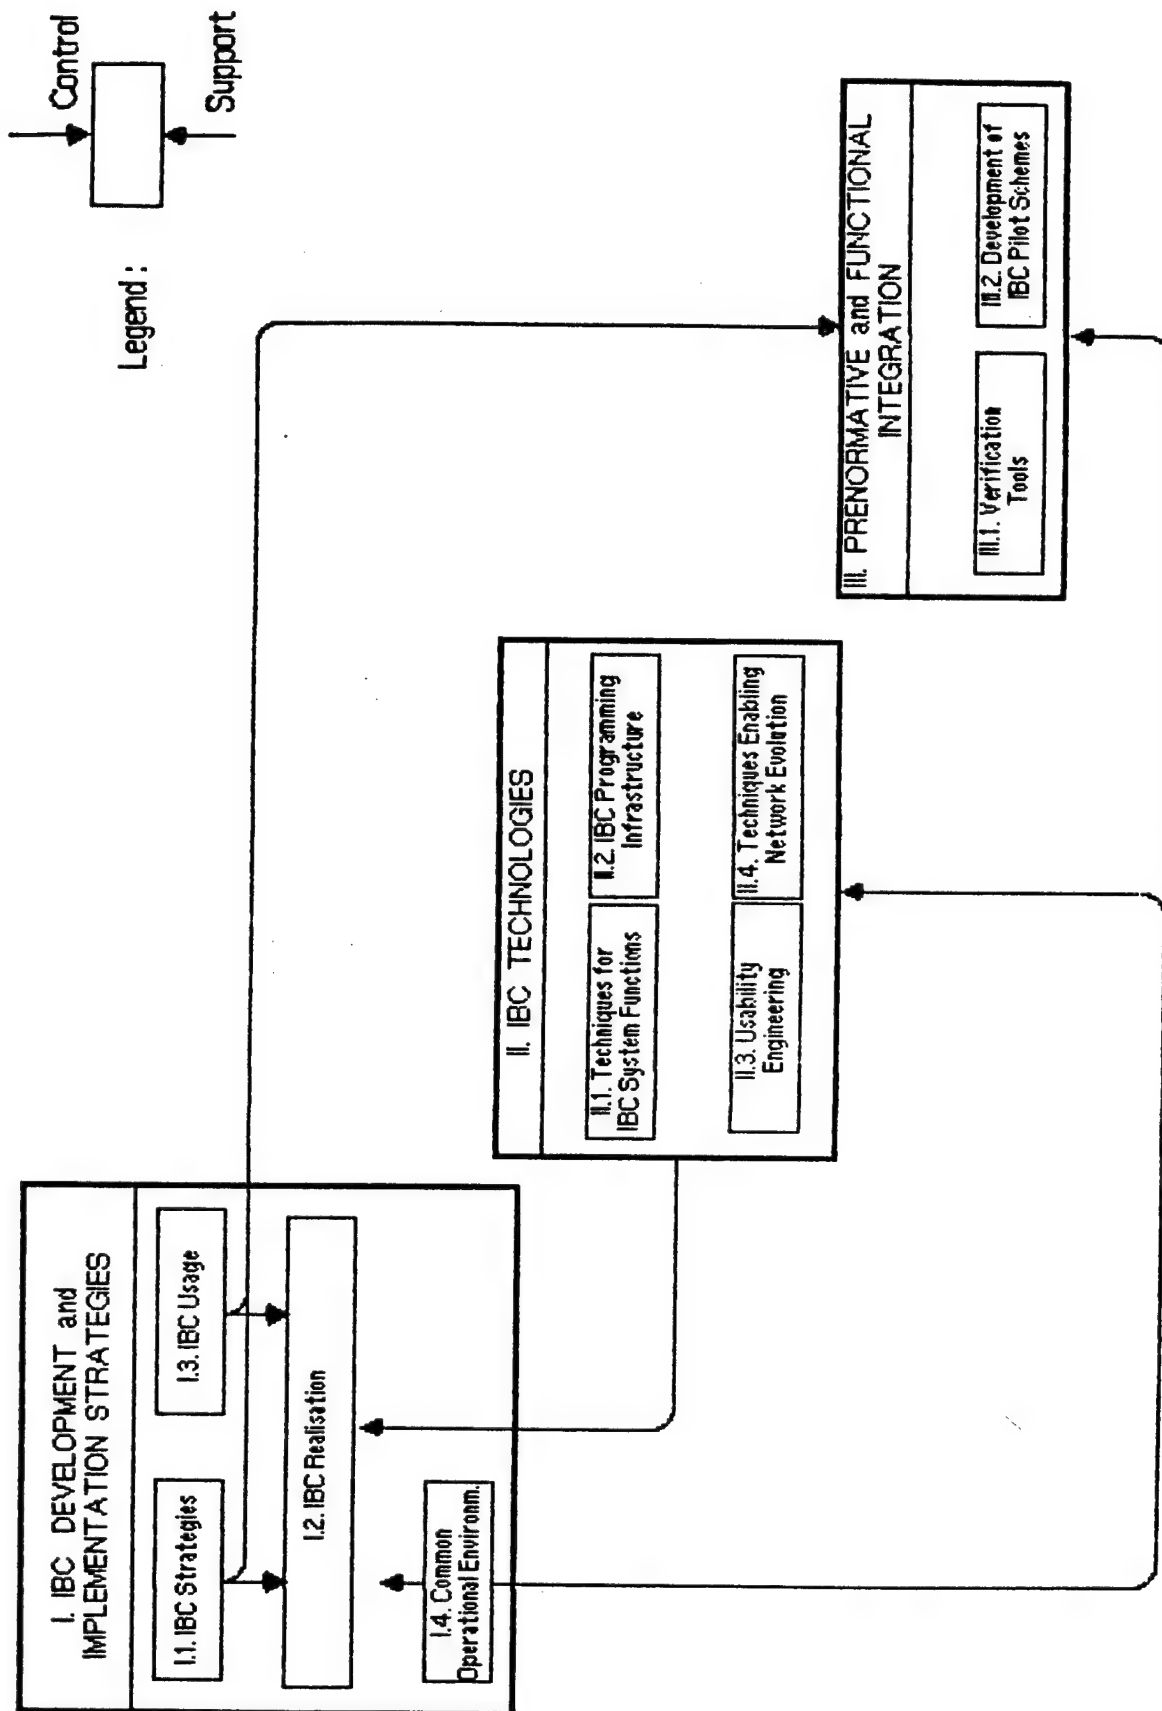 I. IBC DEVELOPMENT and
IMPLEMENTATION STRATEGIES
I.1. IBC Strategies
I.3. IBC Usage
I.2. IBC Realisation
I.4. Common
Operational Environm.
II. IBC TECHNOLOGIES
II.1. Techniques for
IBC System Functions
II.2. IBC Programming
Infrastructure
II.3. Usability
Engineering
II.4. Techniques Enabling
Network Evolution
III. PRENORMATIVE and FUNCTIONAL
INTEGRATION
III.1. Verification
Tools
III.2. Development of
IBC Pilot Schemes
Legend:
Control
Support